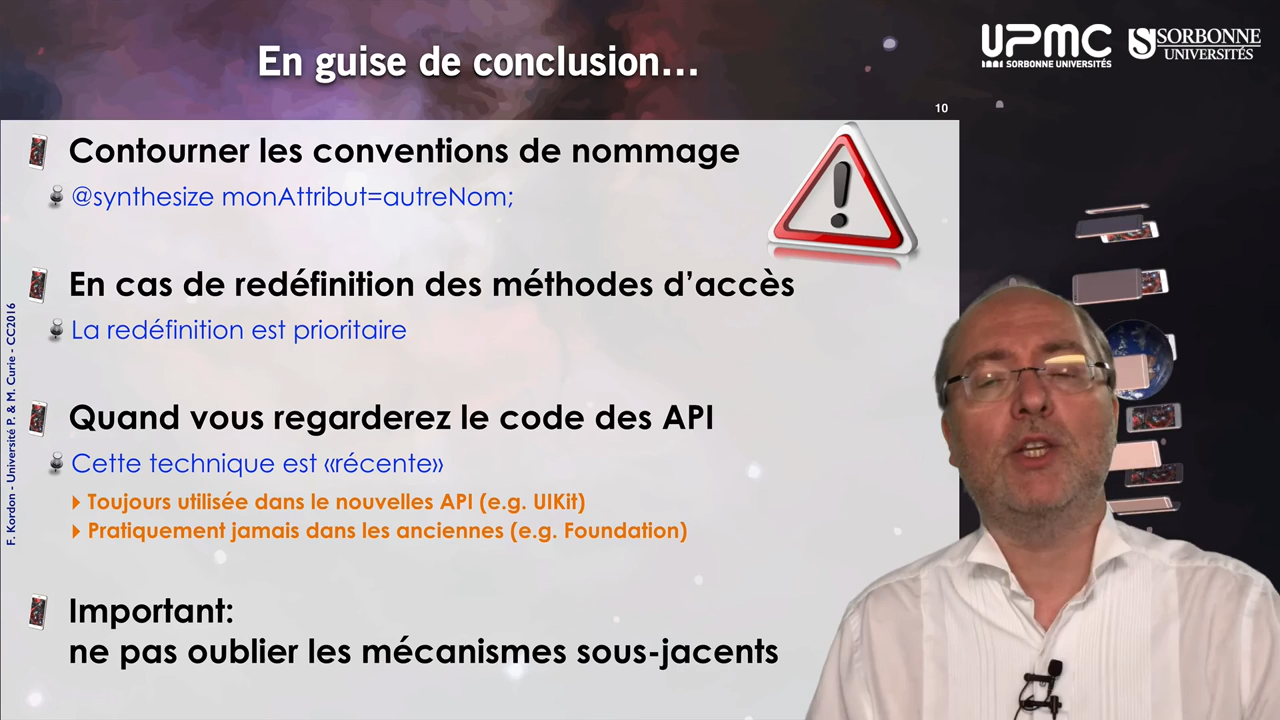 En guise de conclusion...
UPMC
SORBONNE UNIVERSITÉS
SORBONNE
UNIVERSITÉS
10
Contourner les conventions de nommage
@synthesize monAttribut=autreNom;
En cas de redéfinition des méthodes d'accès
La redéfinition est prioritaire
Quand vous regarderez le code des API
Cette technique est «récente»
Toujours utilisée dans le nouvelles API (e.g. UIKit)
Pratiquement jamais dans les anciennes (e.g. Foundation)
Important:
ne pas oublier les mécanismes sous-jacents
F. Kordon - Université P. & M. Curie - CC2016